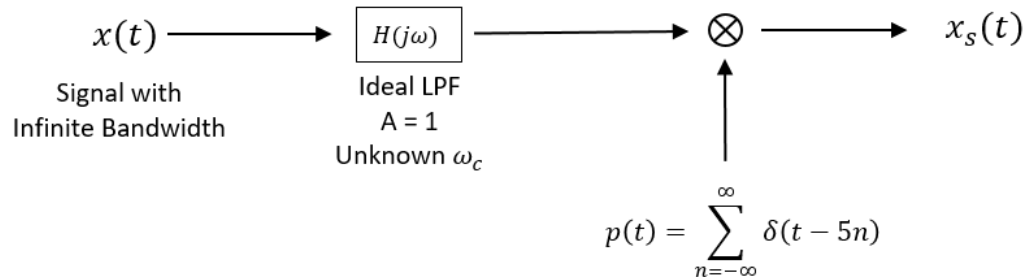 x(t)
H(jω)
x_s(t)
Signal with
Infinite Bandwidth
Ideal LPF
A = 1
Unknown ω_c
p(t) = ∑_{n=-∞}^{∞} δ(t − 5n)